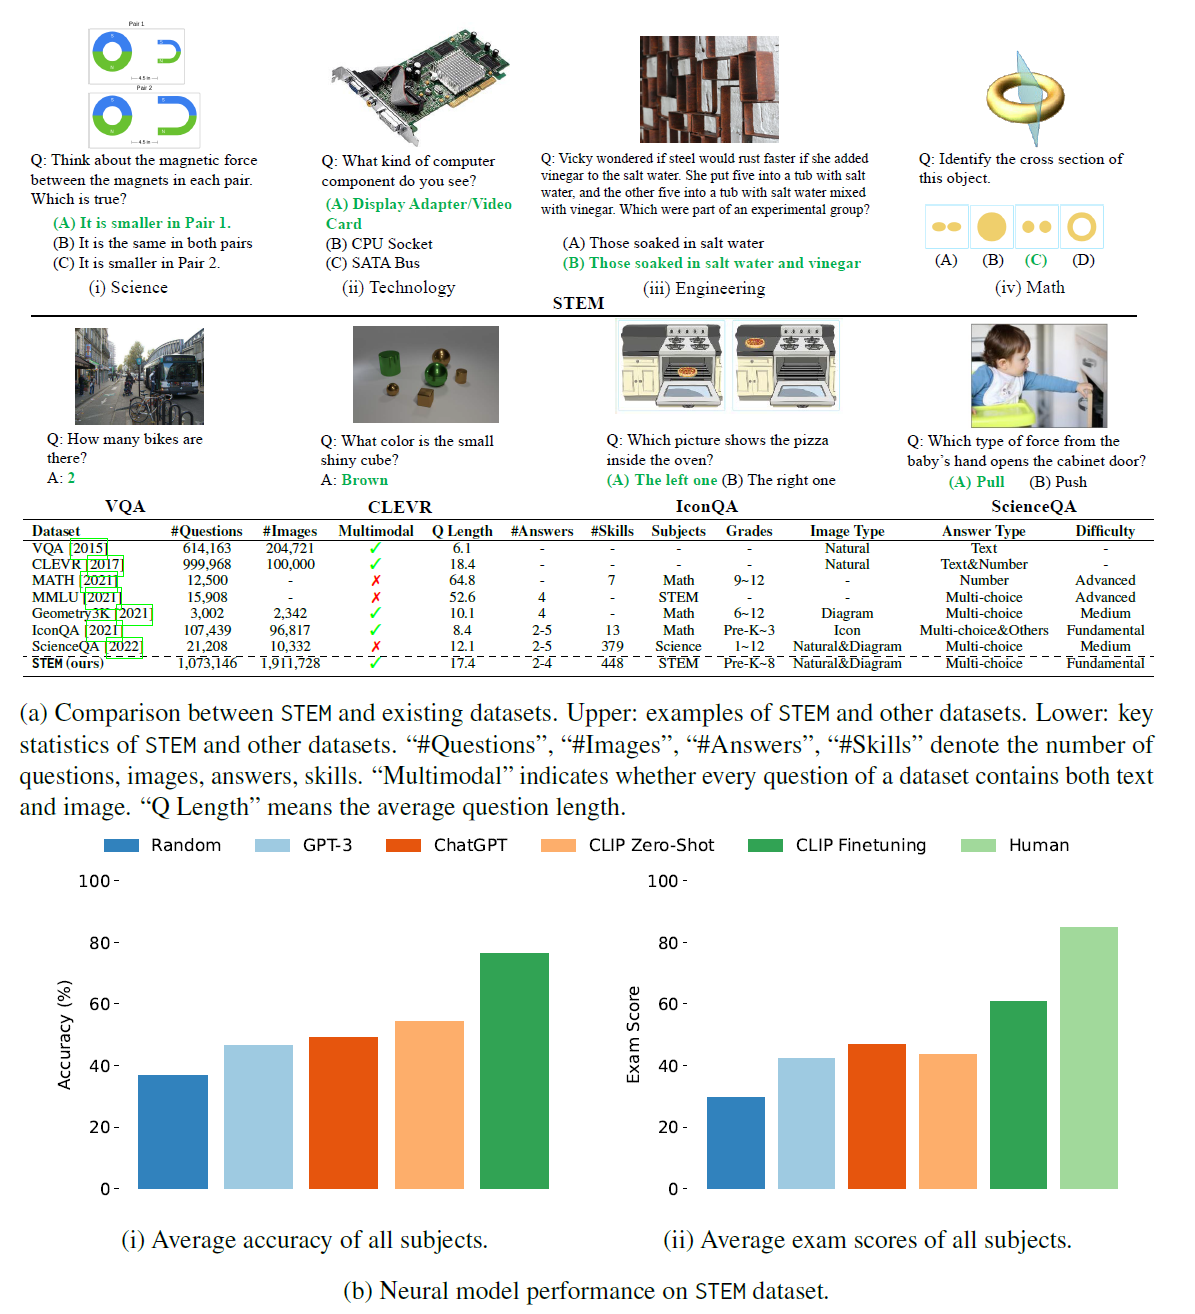 Pair 1
S
N
4.5 in
Pair 2
S
N
4.5 in
Q: Think about the magnetic force
between the magnets in each pair.
Which is true?
(A) It is smaller in Pair 1.
(B) It is the same in both pairs
(C) It is smaller in Pair 2.
(i) Science
Q: What kind of computer
component do you see?
(A) Display Adapter/Video
Card
(B) CPU Socket
(C) SATA Bus
(ii) Technology
Q: Vicky wondered if steel would rust faster if she added
vinegar to the salt water. She put five into a tub with salt
water, and the other five into a tub with salt water mixed
with vinegar. Which were part of an experimental group?
(A) Those soaked in salt water
(B) Those soaked in salt water and vinegar
(iii) Engineering
Q: Identify the cross section of
this object.
(A) (B) (C) (D)
(iv) Math
STEM
Q: How many bikes are
there?
A: 2
VQA
Q: What color is the small
shiny cube?
A: Brown
CLEVR
Q: Which picture shows the pizza
inside the oven?
(A) The left one (B) The right one
IconQA
Q: Which type of force from the
baby's hand opens the cabinet door?
(A) Pull (B) Push
ScienceQA
Dataset #Questions #Images Multimodal Q Length #Answers #Skills Subjects Grades Image Type Answer Type Difficulty
VQA [2015] 614,163 204,721 ✓ 6.1 - - - - Natural Text -
CLEVR [2017] 999,968 100,000 ✓ 18.4 - - - - Natural Text&Number -
MATH [2021] 12,500 - ✗ 64.8 - 7 Math 9~12 - Number Advanced
MMLU [2021] 15,908 - ✗ 52.6 4 - STEM - - Multi-choice Advanced
Geometry3K [2021] 3,002 2,342 ✓ 10.1 4 - Math 6~12 Diagram Multi-choice Medium
IconQA [2021] 107,439 96,817 ✓ 8.4 2-5 13 Math Pre-K~3 Icon Multi-choice&Others Fundamental
ScienceQA [2022] 21,208 10,332 ✗ 12.1 2-5 379 Science 1~12 Natural&Diagram Multi-choice Medium
STEM (ours) 1,073,146 1,911,728 ✓ 17.4 2-4 448 STEM Pre-K~8 Natural&Diagram Multi-choice Fundamental
(a) Comparison between STEM and existing datasets. Upper: examples of STEM and other datasets. Lower: key
statistics of STEM and other datasets. “#Questions”, “#Images”, “#Answers”, “#Skills” denote the number of
questions, images, answers, skills. “Multimodal” indicates whether every question of a dataset contains both text
and image. “Q Length” means the average question length.
Random GPT-3 ChatGPT CLIP Zero-Shot CLIP Finetuning Human
100
80
60
40
20
0
Accuracy (%)
100
80
60
40
20
0
Exam Score
(i) Average accuracy of all subjects.
(ii) Average exam scores of all subjects.
(b) Neural model performance on STEM dataset.